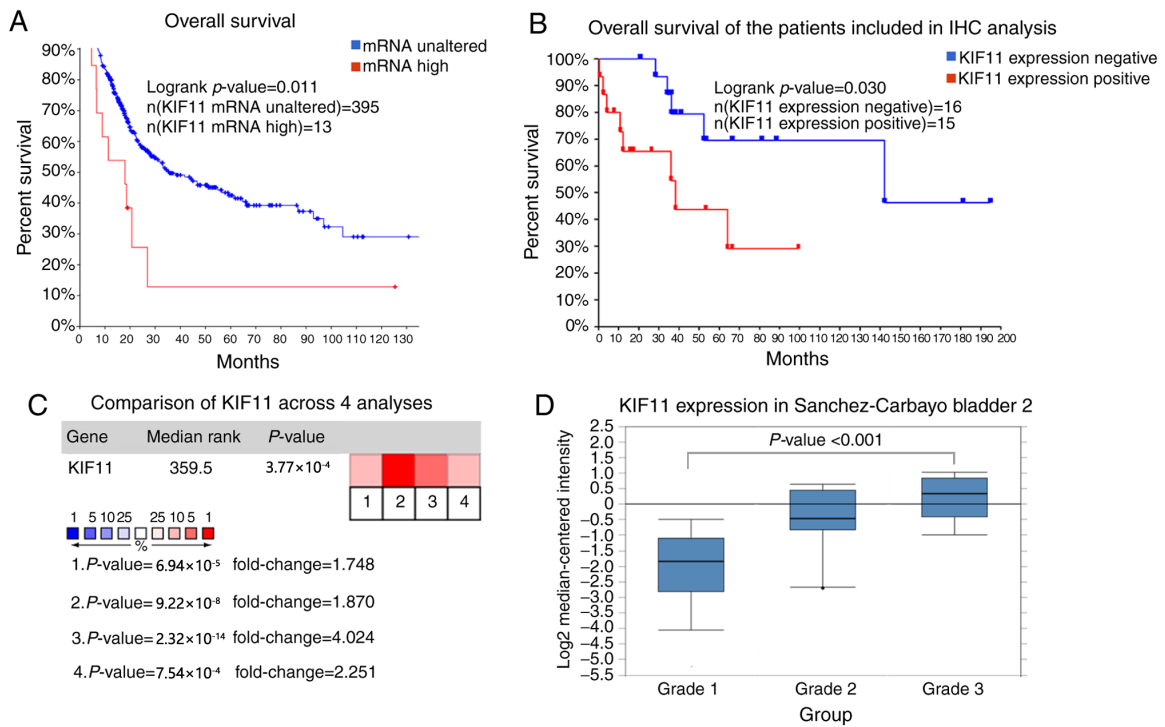 A
Overall survival
mRNA unaltered
mRNA high
Logrank p-value=0.011
n(KIF11 mRNA unaltered)=395
n(KIF11 mRNA high)=13
Percent survival
90%
80%
70%
60%
50%
40%
30%
20%
10%
0%
0 10 20 30 40 50 60 70 80 90 100 110 120 130
Months
B
Overall survival of the patients included in IHC analysis
KIF11 expression negative
KIF11 expression positive
Logrank p-value=0.030
n(KIF11 expression negative)=16
n(KIF11 expression positive)=15
Percent survival
100%
90%
80%
70%
60%
50%
40%
30%
20%
10%
0%
0 10 20 30 40 50 60 70 80 90 100 110 120 130 140 150 160 170 180 190 200
Months
C
Comparison of KIF11 across 4 analyses
Gene Median rank P-value
KIF11 359.5 3.77×10⁻⁴
1 2 3 4
1 5 10 25 25 10 5 1
%
1.P-value=6.94×10⁻⁵ fold-change=1.748
2.P-value=9.22×10⁻⁸ fold-change=1.870
3.P-value=2.32×10⁻¹⁴ fold-change=4.024
4.P-value=7.54×10⁻⁴ fold-change=2.251
D
KIF11 expression in Sanchez-Carbayo bladder 2
P-value <0.001
Log2 median-centered intensity
2.5
2.0
1.5
1.0
0.5
0
−0.5
−1.0
−1.5
−2.0
−2.5
−3.0
−3.5
−4.0
−4.5
−5.0
−5.5
Grade 1 Grade 2 Grade 3
Group